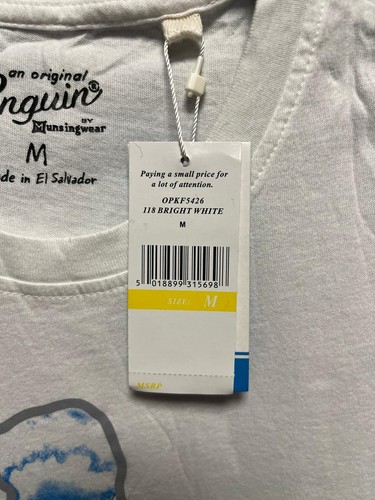 an original
nguin®
BY
Munsingwear
M
de in El Salvador
Paying a small price for
a lot of attention.
OPKF5426
118 BRIGHT WHITE
M
5 018899 315698
SIZE: M
MSRP